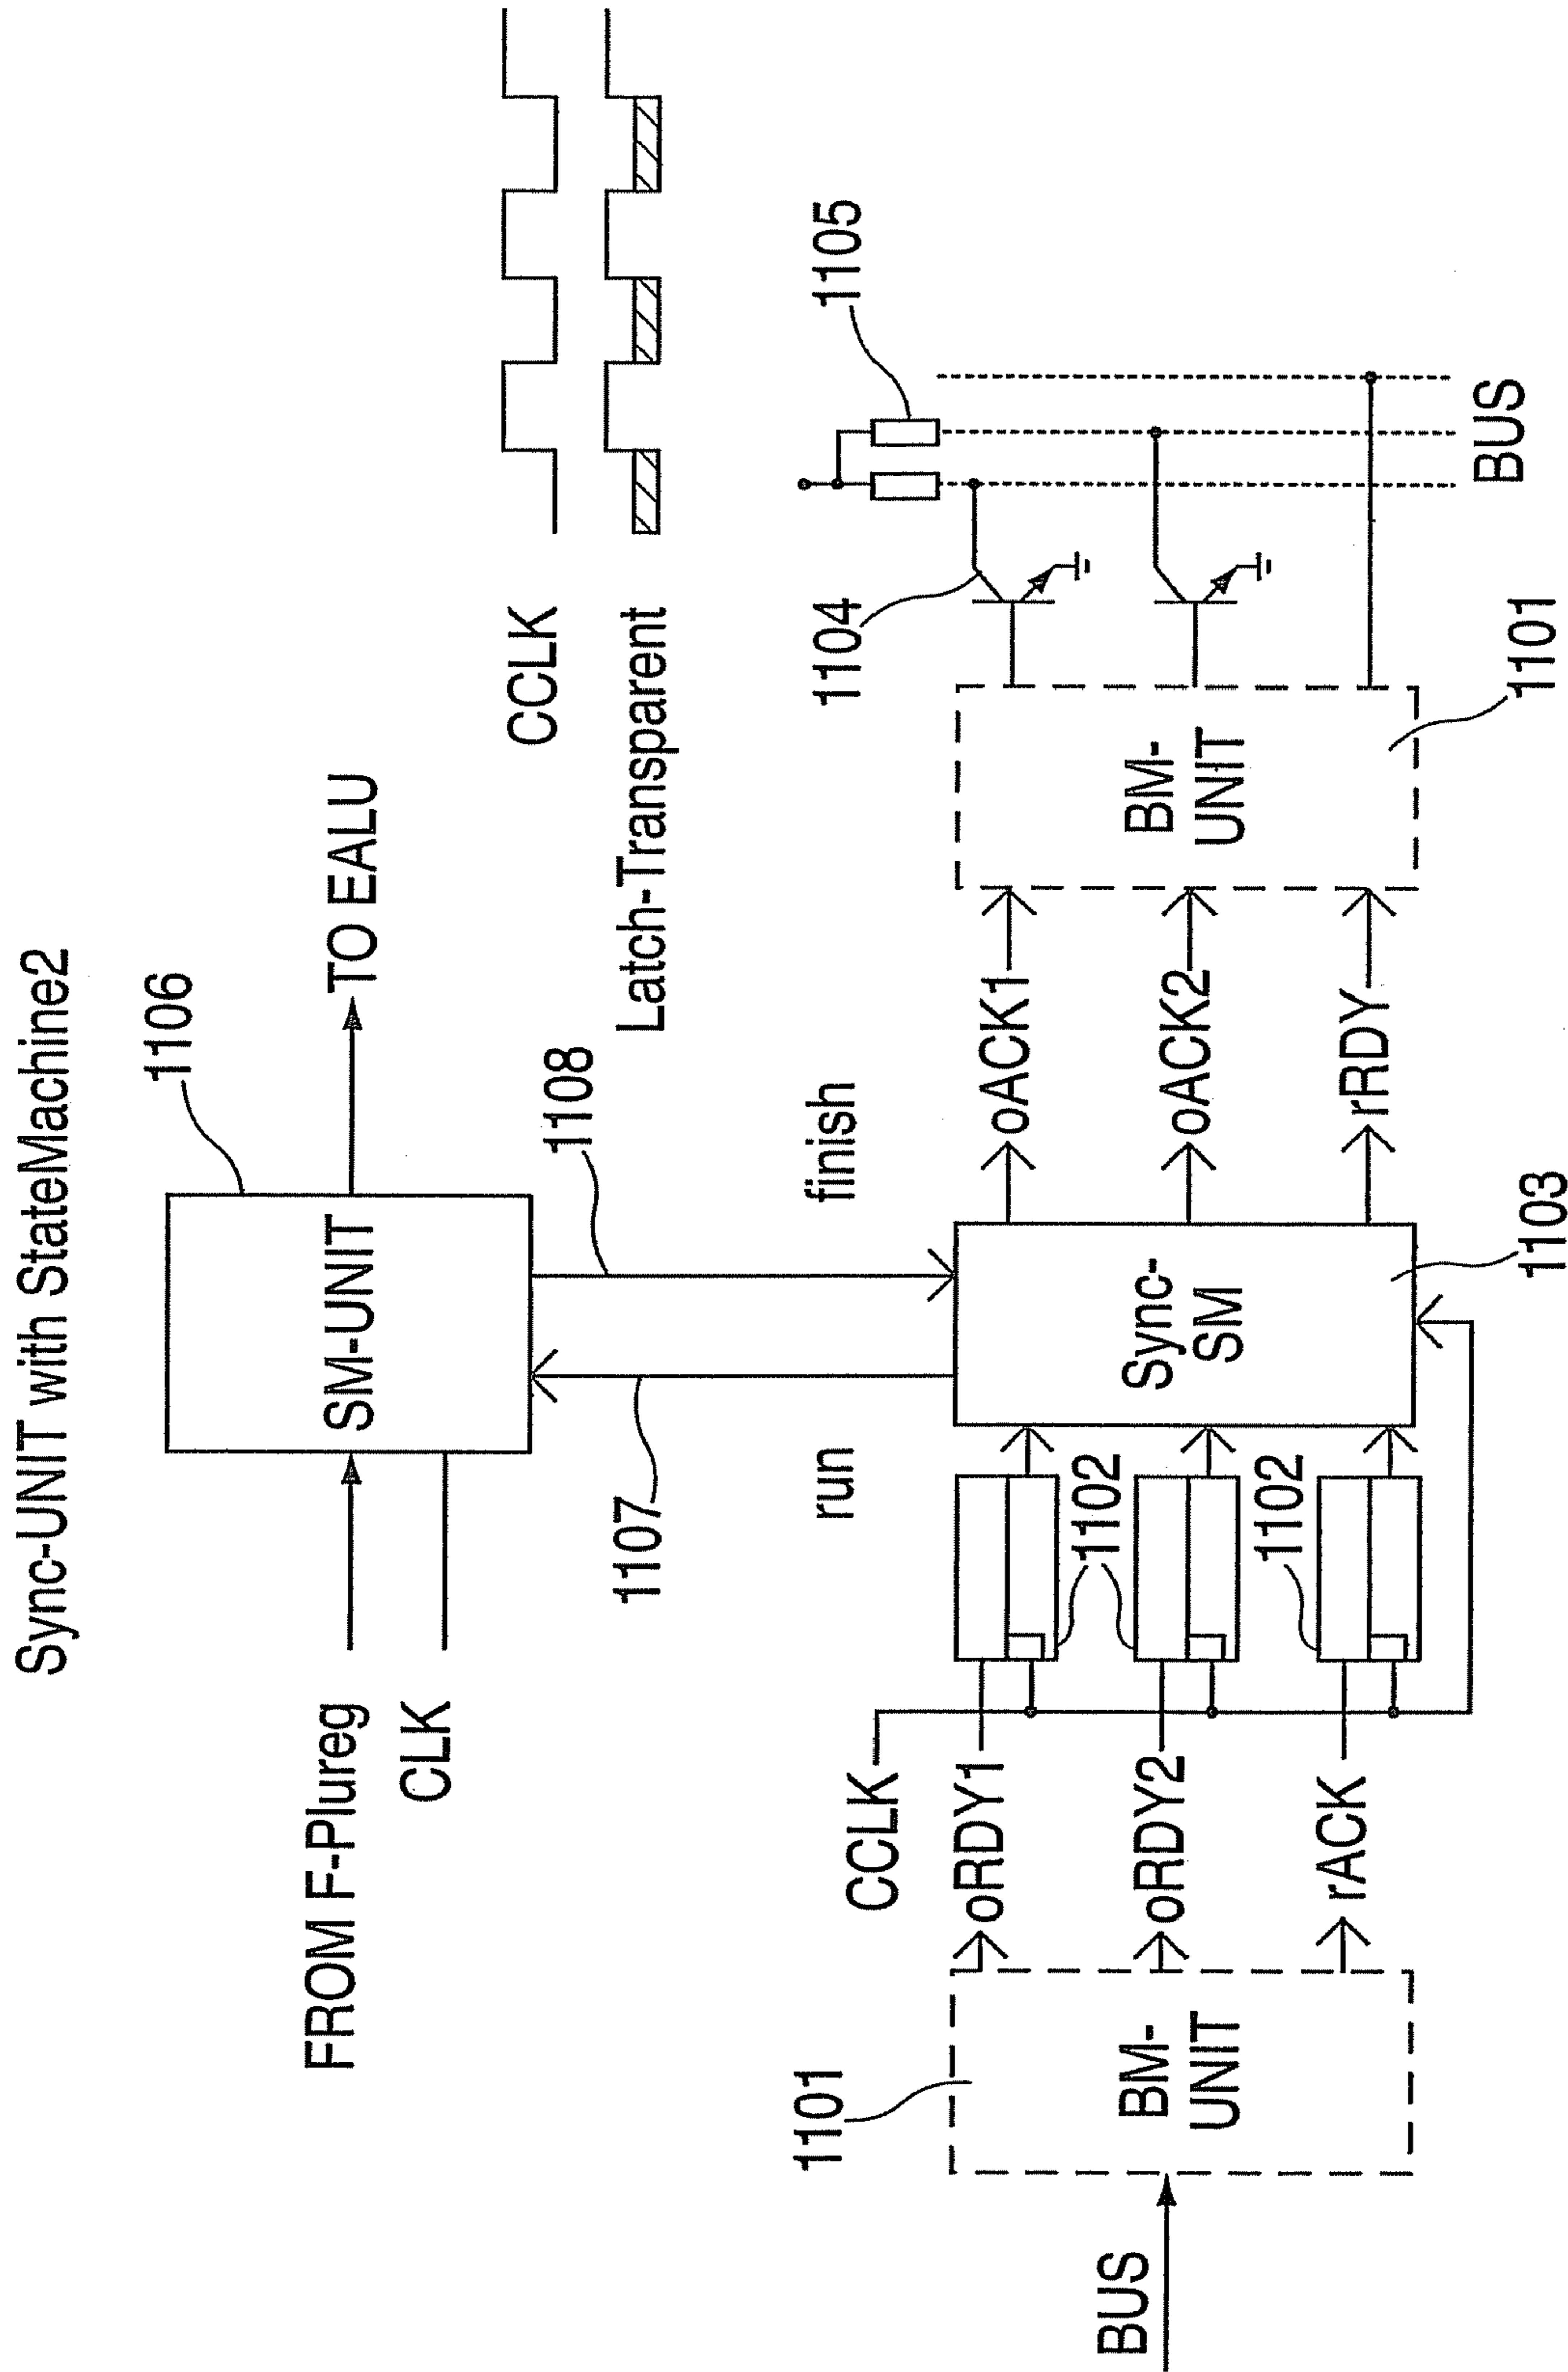 Sync-UNIT with StateMachine2
1106
FROM F-Plureg
SM-UNIT
TO EALU
CLK
CCLK
Latch-Transparent
1107
1108
run
finish
1101
1104
1105
CCLK
BUS
BM-
UNIT
oRDY1
oRDY2
rACK
1102
1102
Sync-
SM
1103
oACK1
oACK2
rRDY
BM-
UNIT
1101
BUS